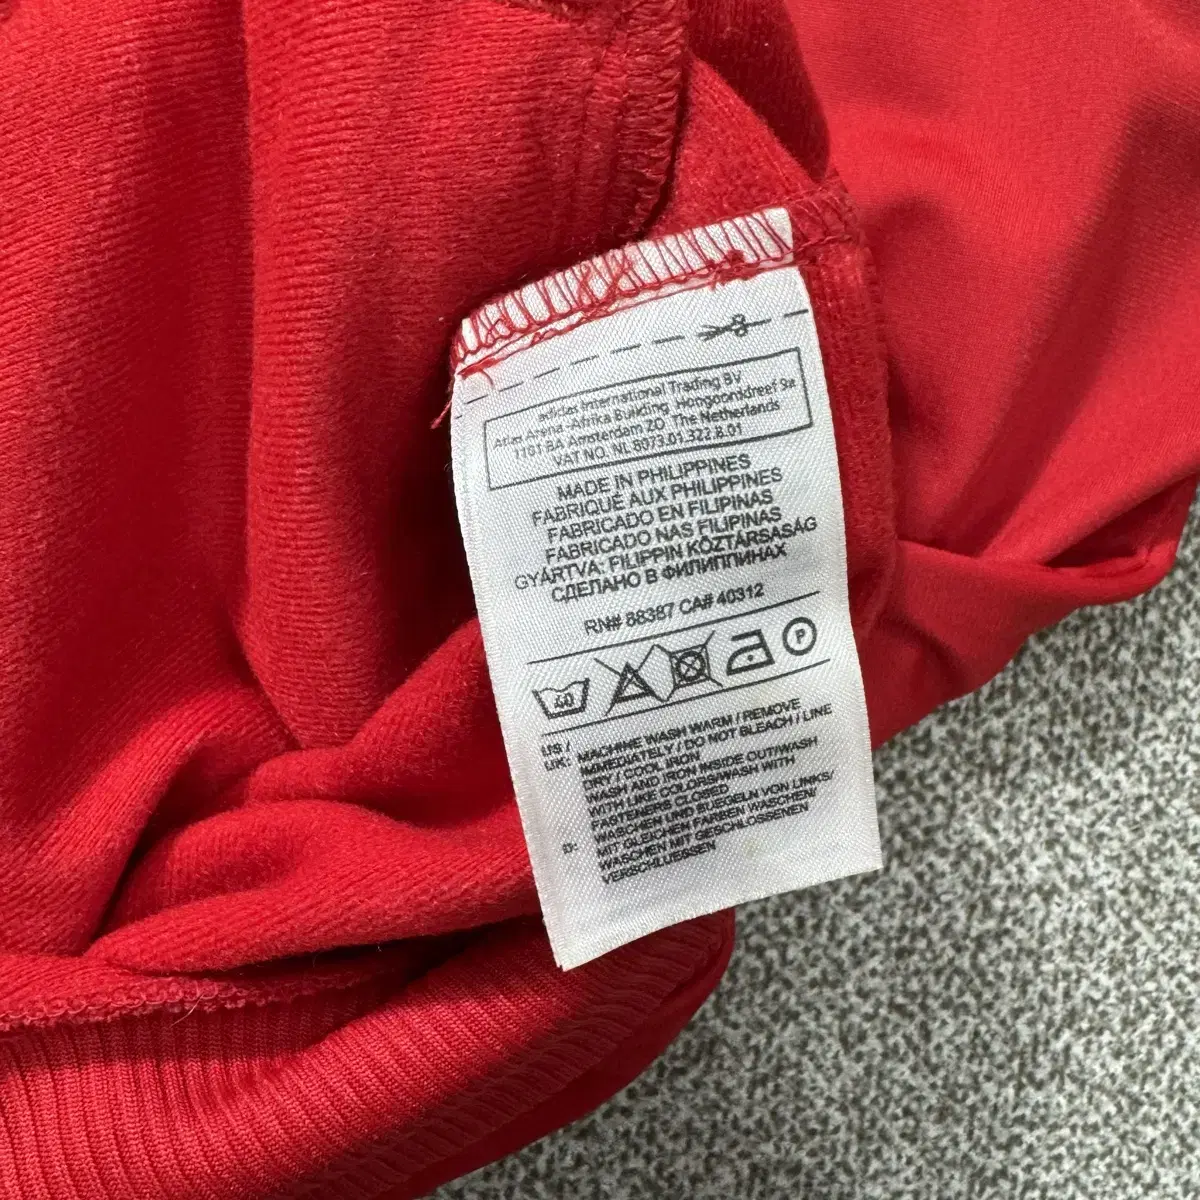 adidas International Trading BV
Atlas Arena -Afrika Building Hoogoorddreef 9a
1101 BA Amsterdam ZO The Netherlands
VAT NO. NL 8073.01.322.B.01
MADE IN PHILIPPINES
FABRIQUÉ AUX PHILIPPINES
FABRICADO EN FILIPINAS
FABRICADO NAS FILIPINAS
GYÁRTVA: FILIPPIN KÖZTÁRSASÁG
СДЕЛАНО В ФИЛИППИНАХ
RN# 88387 CA# 40312
40 P
US / UK: MACHINE WASH WARM / REMOVE
IMMEDIATELY / DO NOT BLEACH / LINE
DRY / COOL IRON
WASH AND IRON INSIDE OUT/WASH
WITH LIKE COLORS/WASH WITH
FASTENERS CLOSED
D: WASCHEN UND BUEGELN VON LINKS/
MIT GLEICHEN FARBEN WASCHEN/
WASCHEN MIT GESCHLOSSENEN
VERSCHLUESSEN